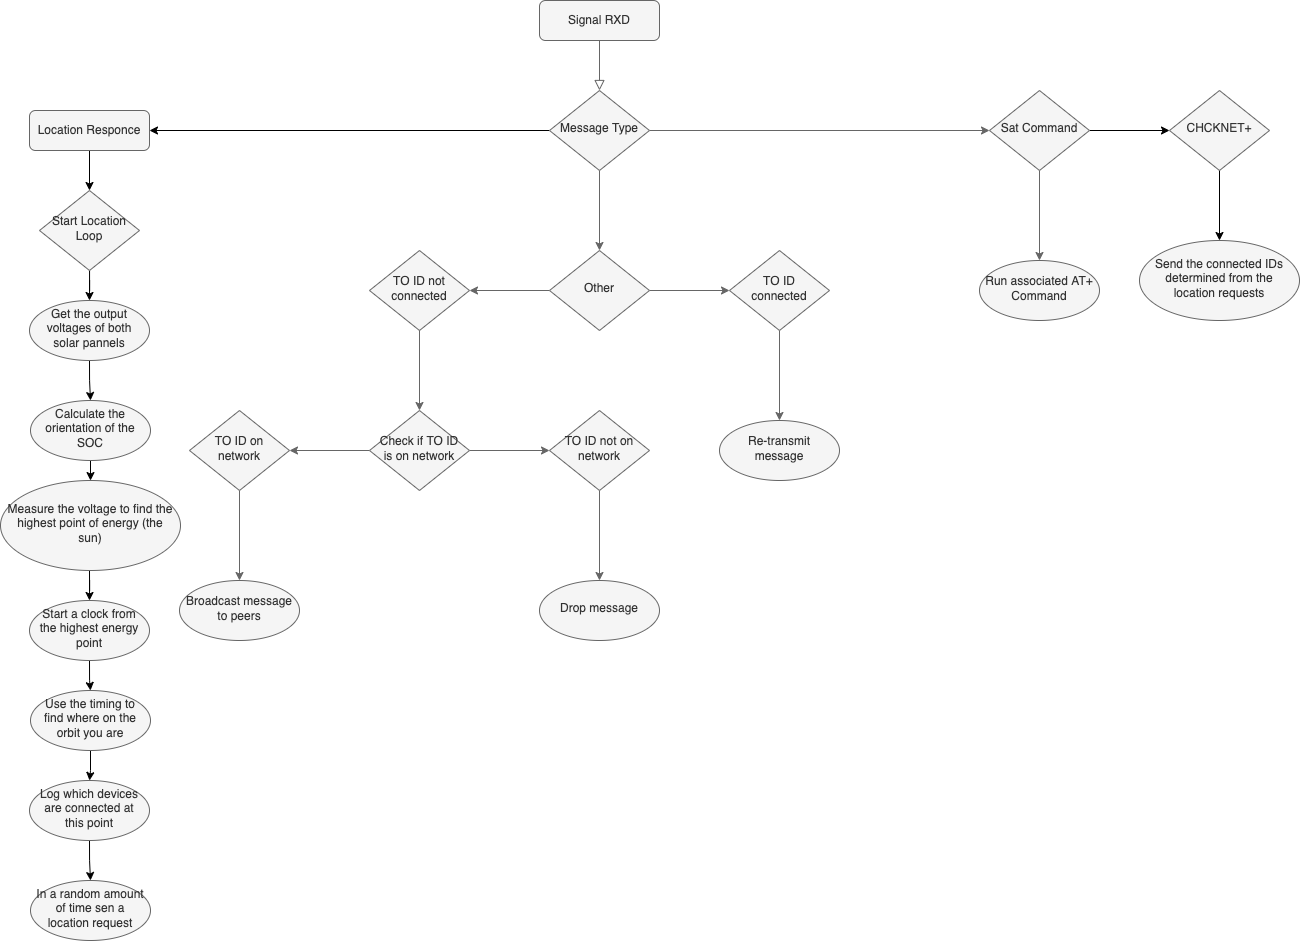 Signal RXD
Location Responce
Message Type
Sat Command
CHCKNET+
Start Location
Loop
TO ID not
connected
Other
TO ID
connected
Run associated AT+
Command
Send the connected IDs
determined from the
location requests
Get the output
voltages of both
solar pannels
Calculate the
orientation of the
SOC
TO ID on
network
Check if TO ID
is on network
TO ID not on
network
Re-transmit
message
Measure the voltage to find the
highest point of energy (the
sun)
Start a clock from
the highest energy
point
Broadcast message
to peers
Drop message
Use the timing to
find where on the
orbit you are
Log which devices
are connected at
this point
In a random amount
of time sen a
location request